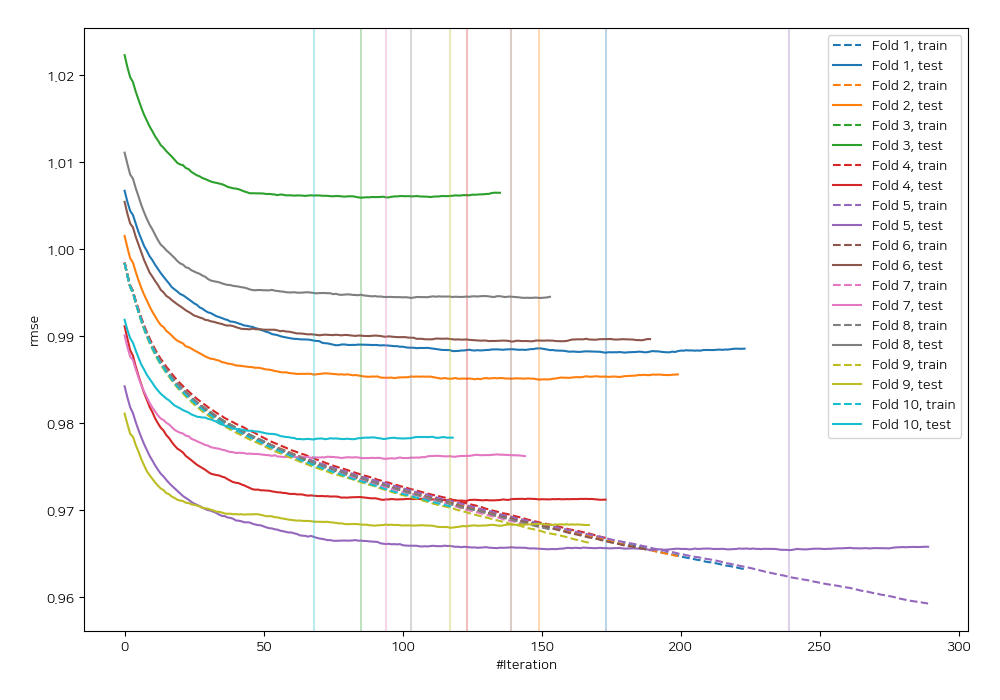 1,02
1,01
1,00
0,99
0,98
0,97
0,96
rmse
0
50
100
150
200
250
300
#Iteration
Fold 1, train
Fold 1, test
Fold 2, train
Fold 2, test
Fold 3, train
Fold 3, test
Fold 4, train
Fold 4, test
Fold 5, train
Fold 5, test
Fold 6, train
Fold 6, test
Fold 7, train
Fold 7, test
Fold 8, train
Fold 8, test
Fold 9, train
Fold 9, test
Fold 10, train
Fold 10, test